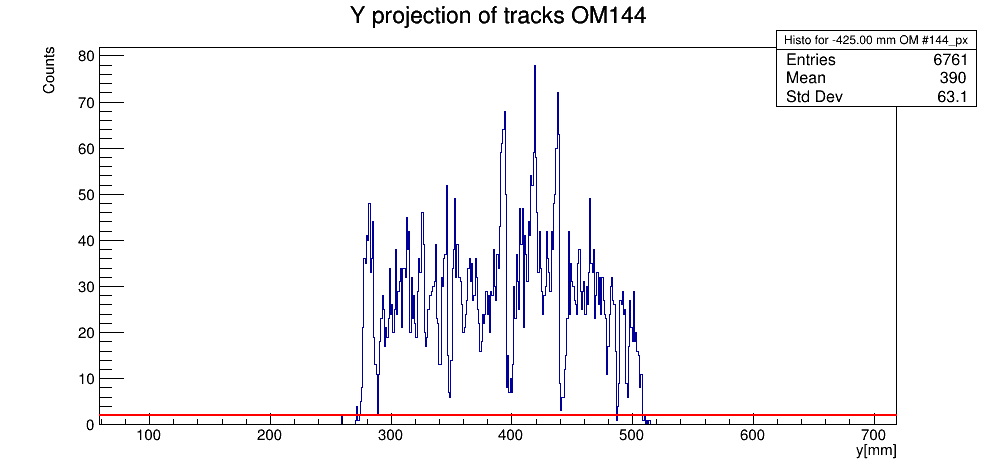 Y projection of tracks OM144
Histo for -425.00 mm OM #144_px
Entries 6761
Mean 390
Std Dev 63.1
Counts
80
70
60
50
40
30
20
10
0
100 200 300 400 500 600 700
y[mm]